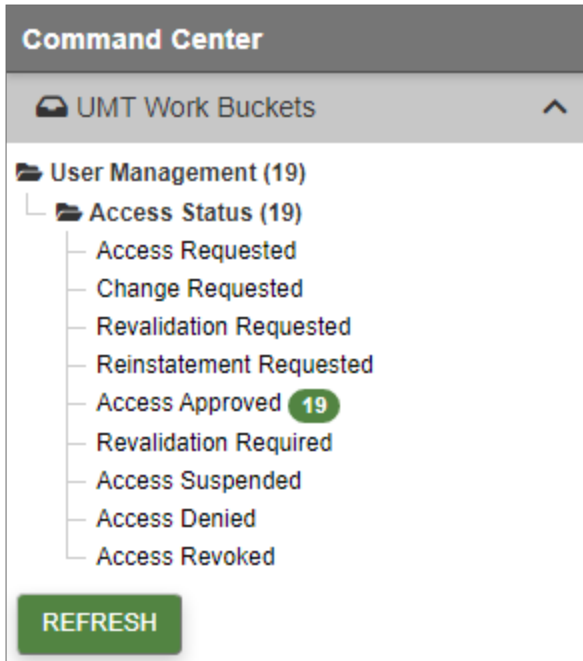 Command Center
UMT Work Buckets
User Management (19)
Access Status (19)
Access Requested
Change Requested
Revalidation Requested
Reinstatement Requested
Access Approved 19
Revalidation Required
Access Suspended
Access Denied
Access Revoked
REFRESH